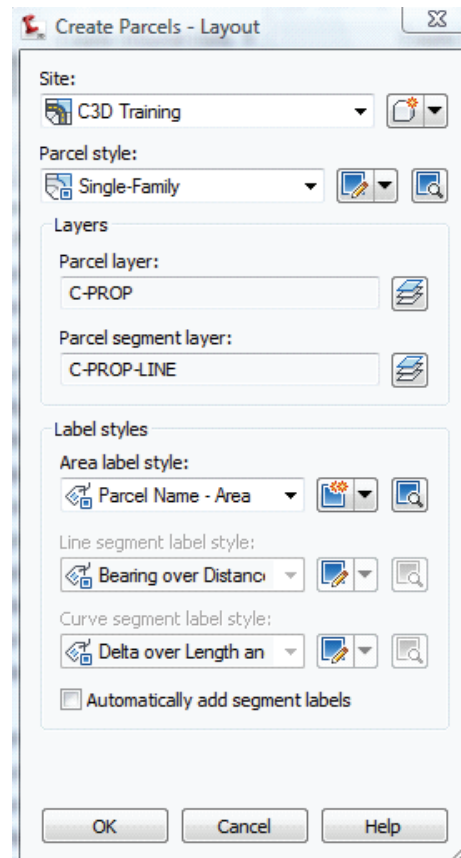 Create Parcels - Layout
Site:
C3D Training
Parcel style:
Single-Family
Layers
Parcel layer:
C-PROP
Parcel segment layer:
C-PROP-LINE
Label styles
Area label style:
Parcel Name - Area
Line segment label style:
Bearing over Distanc
Curve segment label style:
Delta over Length an
Automatically add segment labels
OK Cancel Help